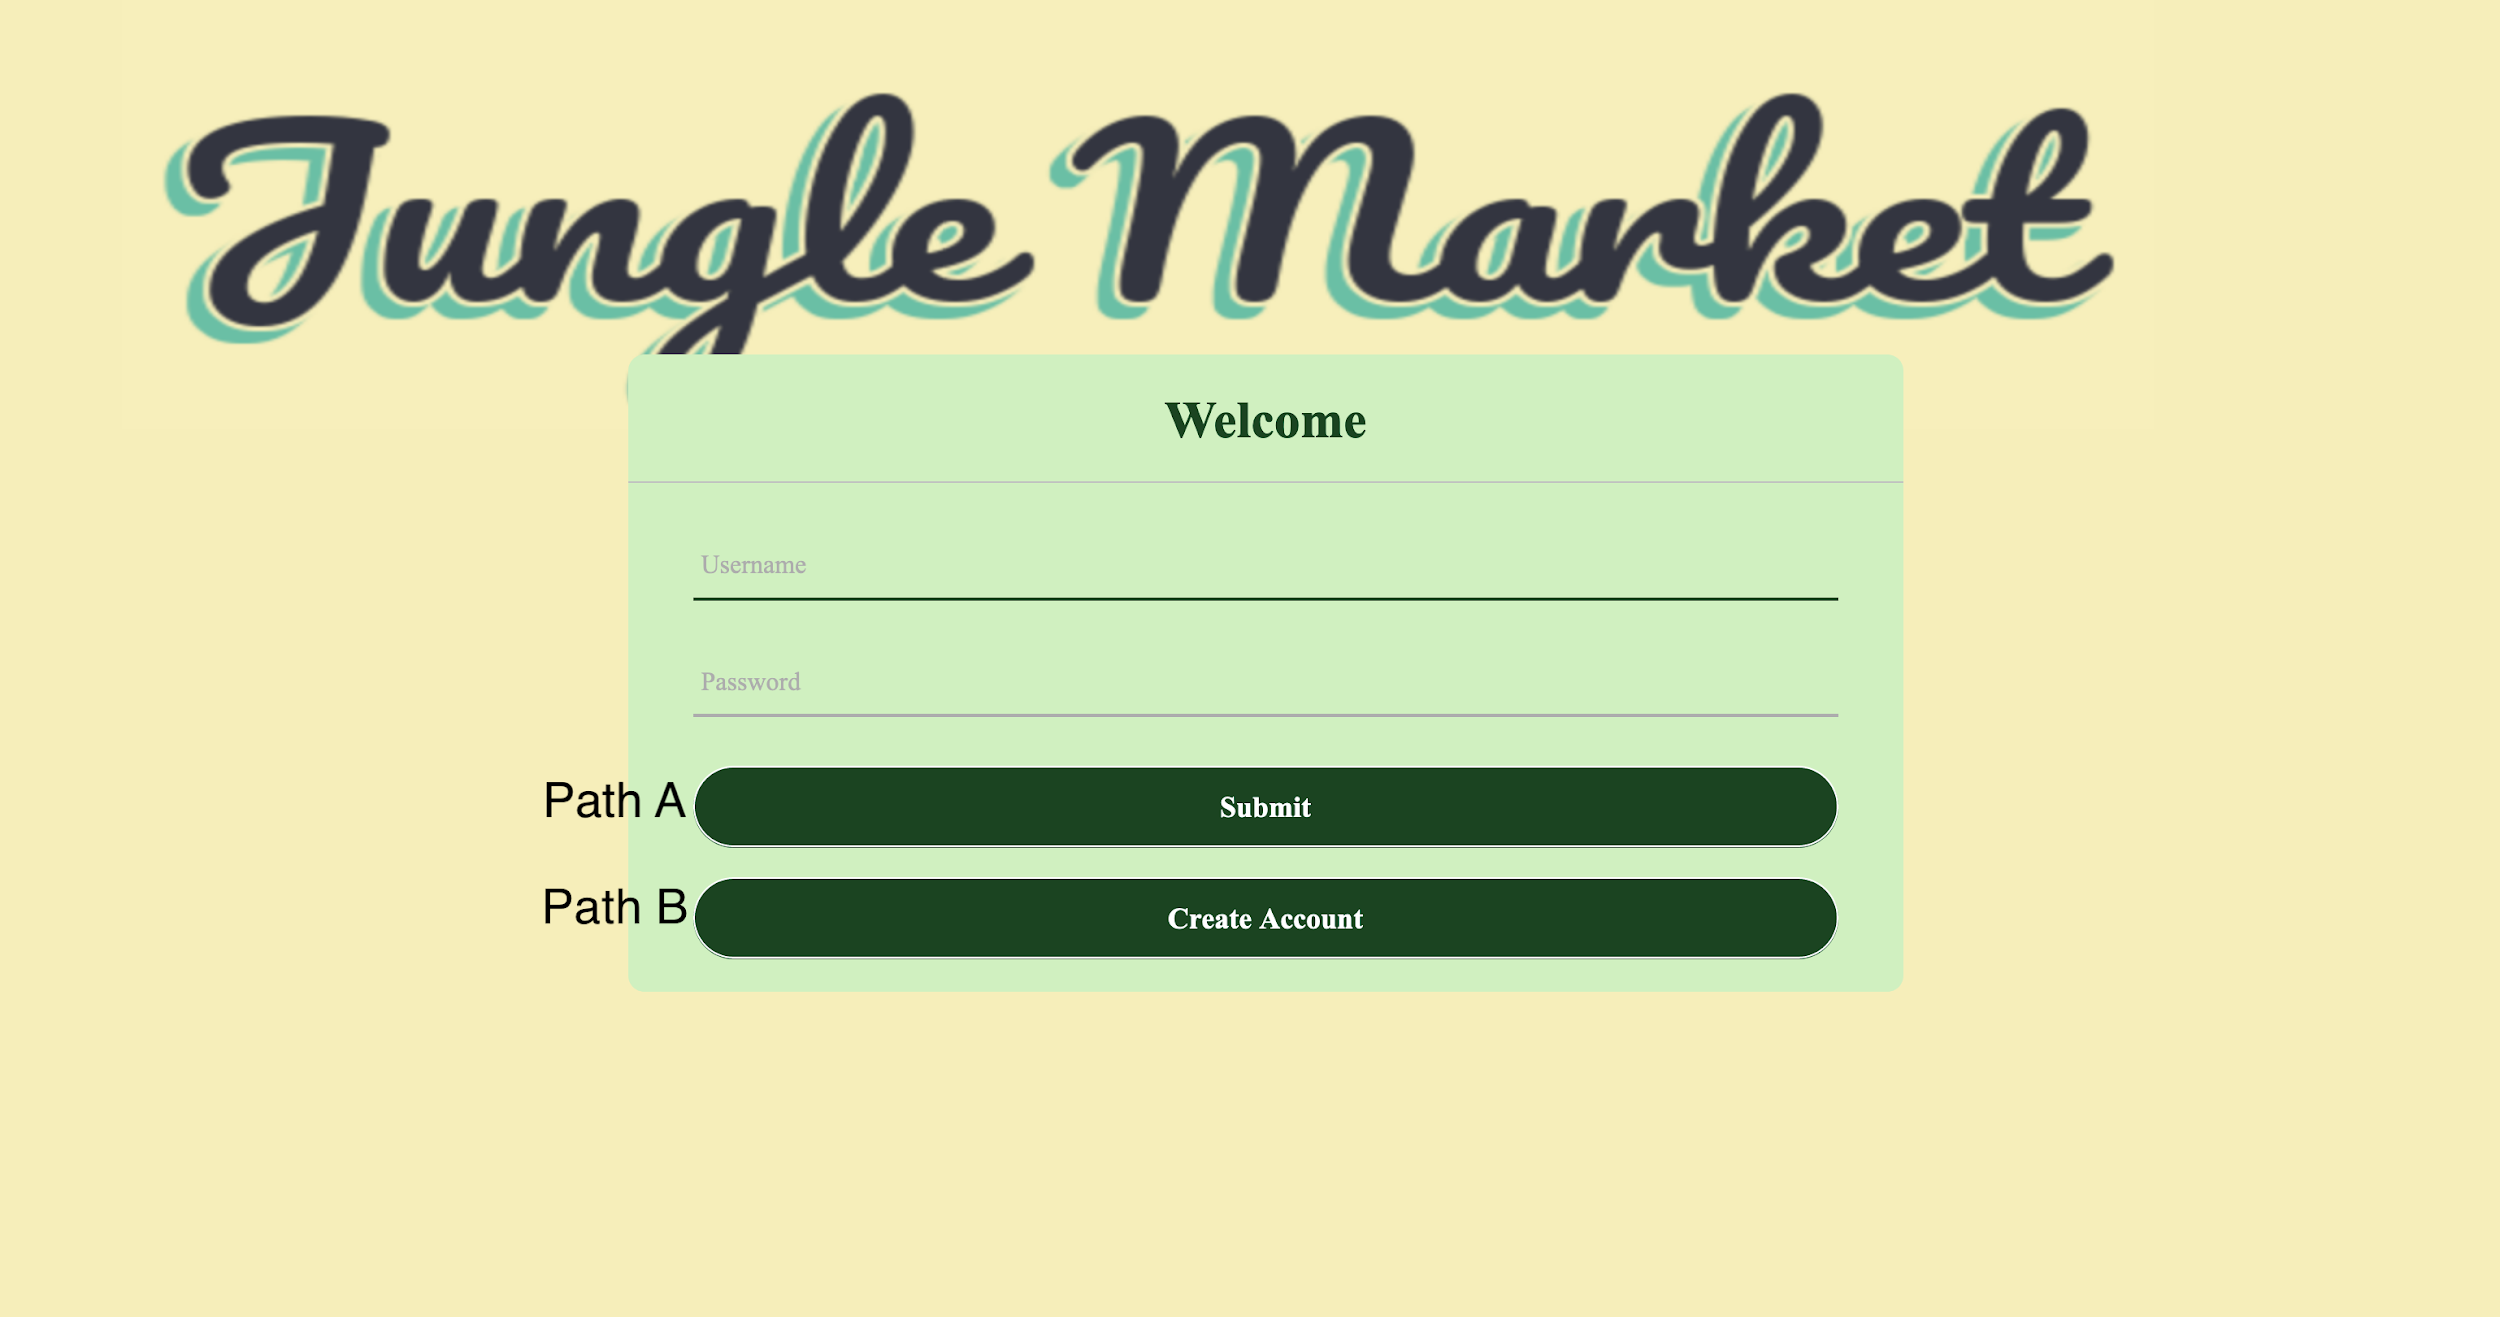 Jungle Market
Welcome
Username
Password
Path A
Submit
Path B
Create Account